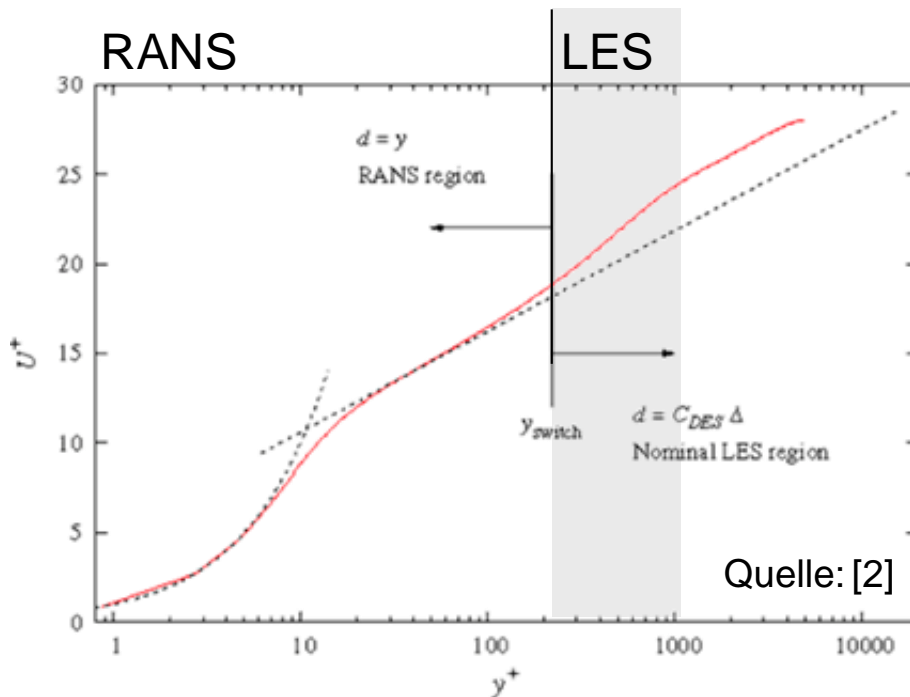 RANS
LES
30
25
20
15
10
5
0
U+
d = y
RANS region
y switch
d = C_DES Δ
Nominal LES region
Quelle: [2]
1
10
100
1000
10000
y+